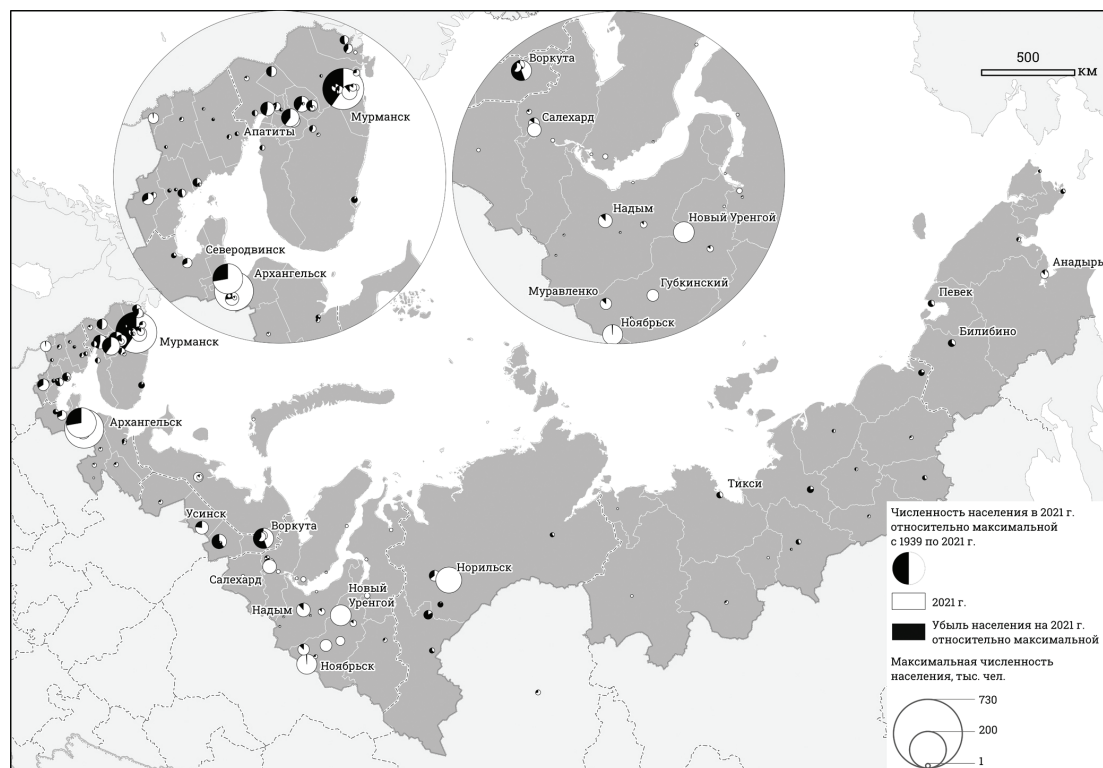 500
КМ
Мурманск
Апатиты
Северодвинск
Архангельск
Воркута
Салехард
Надым
Новый Уренгой
Муравленко
Губкинский
Ноябрьск
Анадырь
Певек
Билибино
Мурманск
Архангельск
Тикси
Усинск
Воркута
Салехард
Норильск
Новый
Уренгой
Надым
Ноябрьск
Численность населения в 2021 г.
относительно максимальной
с 1939 по 2021 г.
2021 г.
Убыль населения на 2021 г.
относительно максимальной
Максимальная численность
населения, тыс. чел.
730
200
1